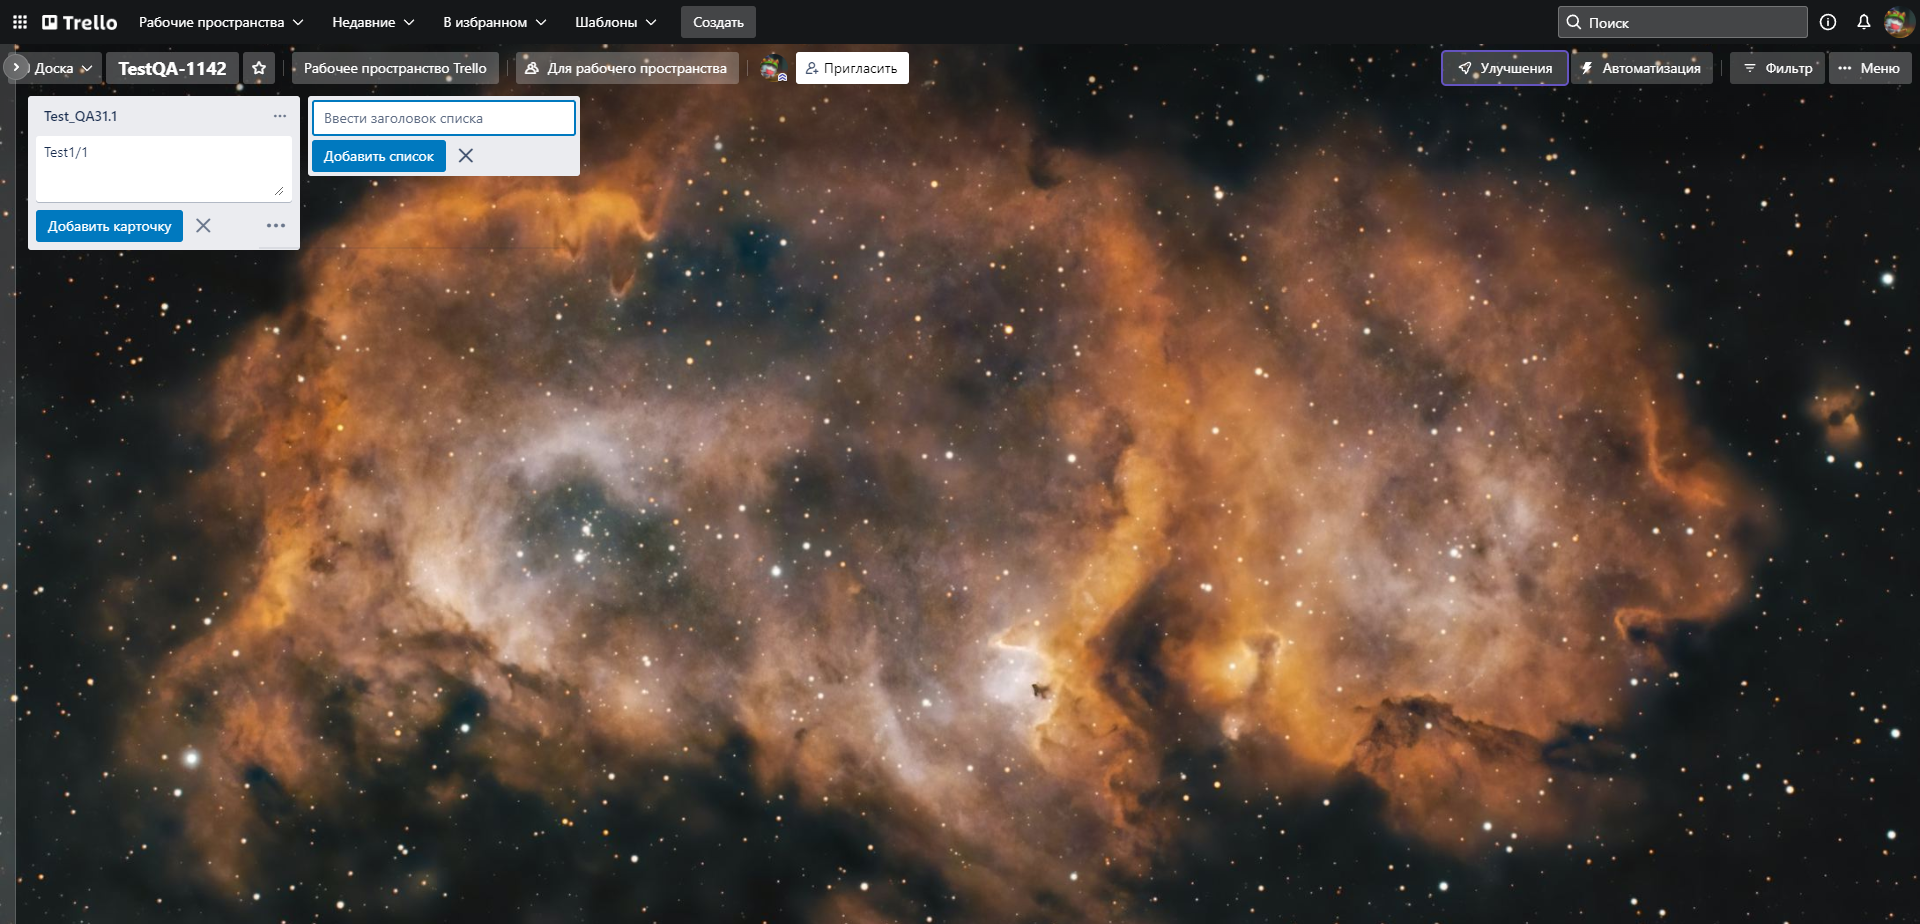 Trello Рабочие пространства Недавние В избранном Шаблоны Создать Поиск
Доска TestQA-1142 Рабочее пространство Trello Для рабочего пространства Пригласить Улучшения Автоматизация Фильтр Меню
Test_QA31.1
Test1/1
Добавить карточку
Ввести заголовок списка
Добавить список